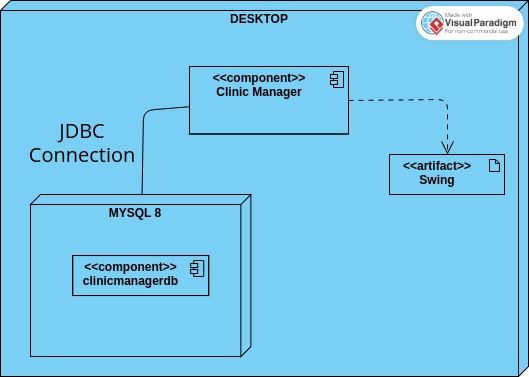 DESKTOP
Made with
Visual Paradigm
For non-commercial use
<<component>>
Clinic Manager
JDBC
Connection
<<artifact>>
Swing
MYSQL 8
<<component>>
clinicmanagerdb